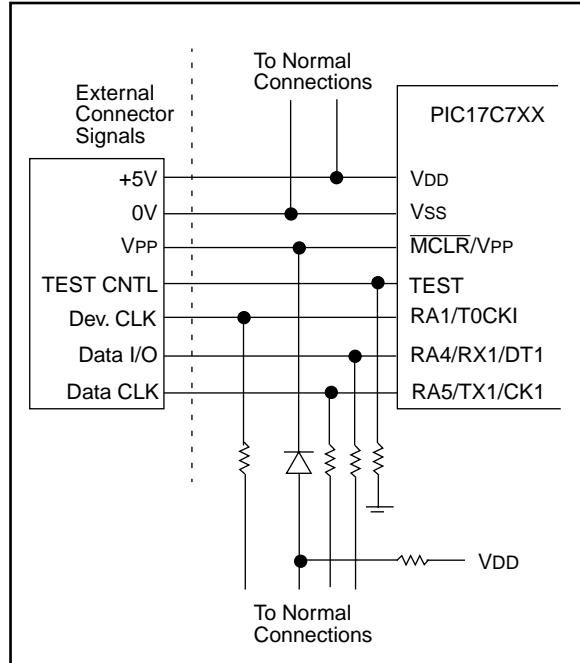 To Normal
Connections
External
Connector
Signals
PIC17C7XX
+5V
VDD
0V
VSS
VPP
MCLR/VPP
TEST CNTL
TEST
Dev. CLK
RA1/T0CKI
Data I/O
RA4/RX1/DT1
Data CLK
RA5/TX1/CK1
VDD
To Normal
Connections